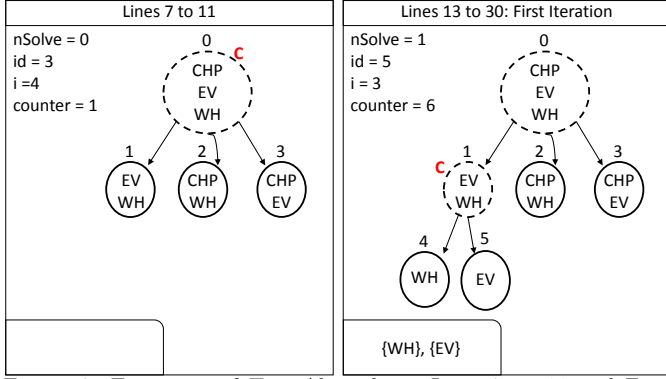 Lines 7 to 11
nSolve = 0
id = 3
i =4
counter = 1
0
C
CHP
EV
WH
1
2
3
EV
WH
CHP
WH
CHP
EV
Lines 13 to 30: First Iteration
nSolve = 1
id = 5
i = 3
counter = 6
0
CHP
EV
WH
1
2
3
C
EV
WH
CHP
WH
CHP
EV
4
5
WH
EV
{WH}, {EV}